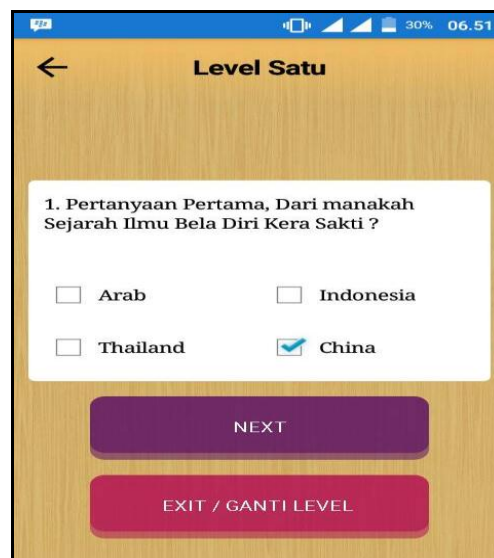 30% 06.51
Level Satu
1. Pertanyaan Pertama, Dari manakah
Sejarah Ilmu Bela Diri Kera Sakti ?
Arab
Indonesia
Thailand
China
NEXT
EXIT / GANTI LEVEL